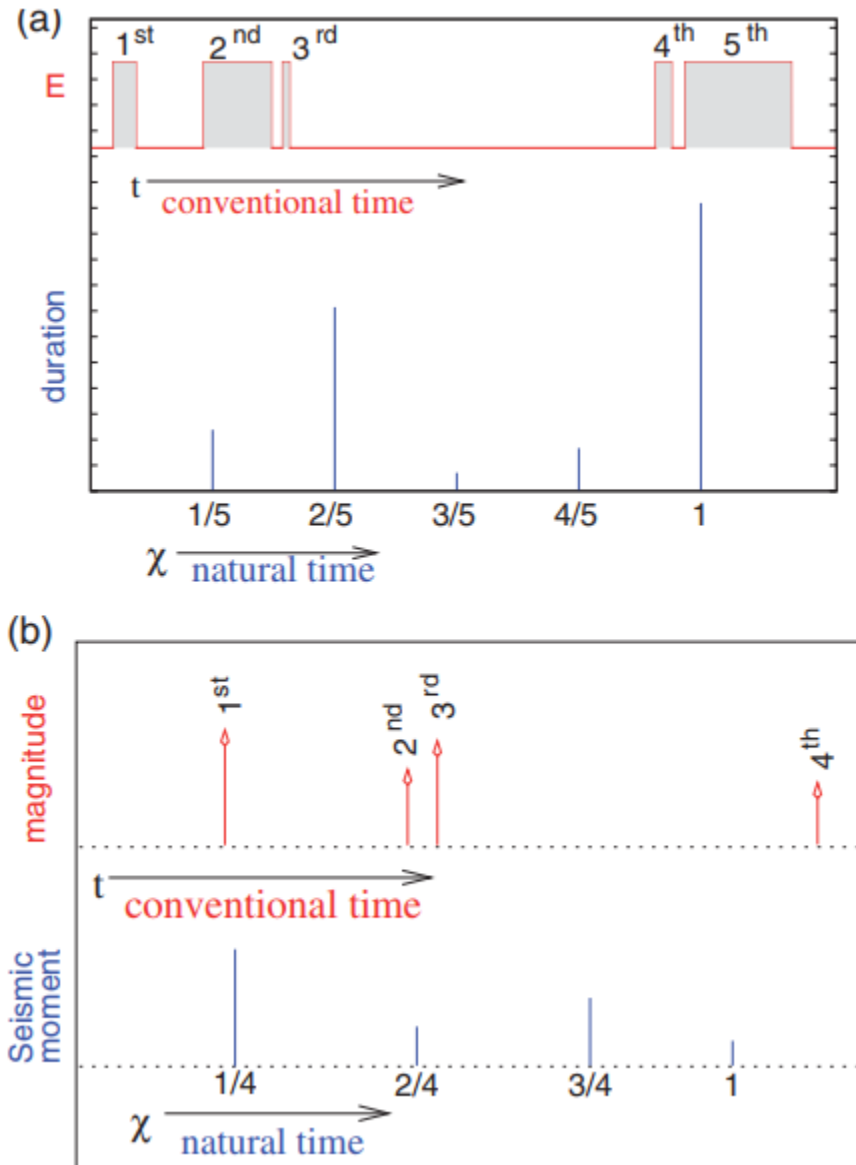 (a)
1st 2nd 3rd 4th 5th
E
t conventional time
duration
1/5 2/5 3/5 4/5 1
χ natural time
(b)
1st 2nd 3rd 4th
magnitude
t conventional time
Seismic
moment
1/4 2/4 3/4 1
χ natural time